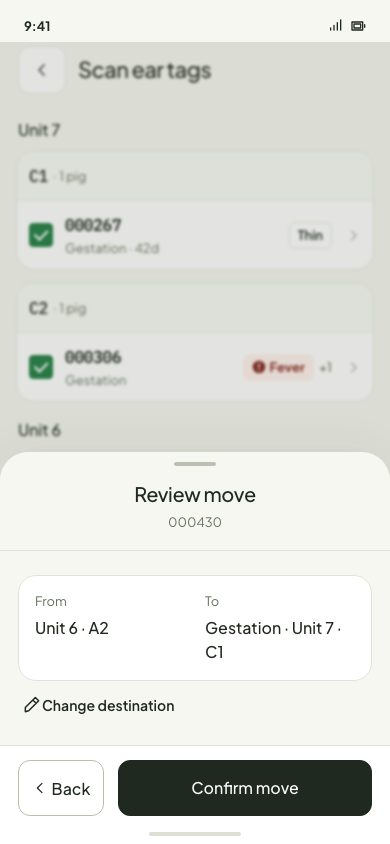 9:41
Scan ear tags
Unit 7
C1 · 1 pig
000267
Gestation · 42d
Thin
C2 · 1 pig
000306
Gestation
Fever +1
Unit 6
Review move
000430
From
Unit 6 · A2
To
Gestation · Unit 7 ·
C1
Change destination
Back
Confirm move